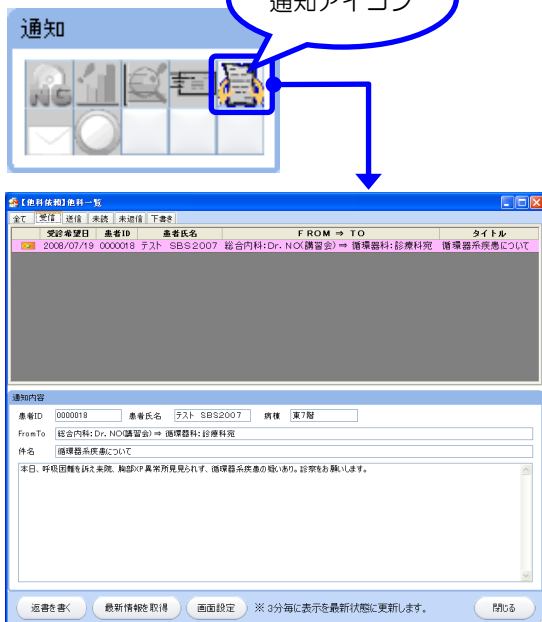 通知アイコン
通知
NG
【他科依頼】他科一覧
全て 受信 送信 未読 未返信 下書き
受診希望日 患者ID 患者氏名 FROM ⇒ TO タイトル
2008/07/19 0000018 テスト SBS2007 総合内科:Dr. NO(講習会) ⇒ 循環器科:診療科宛 循環器系疾患について
通知内容
患者ID 0000018 患者氏名 テスト SBS2007 病棟 東7階
FromTo 総合内科:Dr. NO(講習会) ⇒ 循環器科:診療科宛
件名 循環器系疾患について
本日、呼吸困難を訴え来院、胸部XP異常所見見られず、循環器系疾患の疑いあり。診察をお願いします。
返書を書く 最新情報を取得 画面設定 ※ 3分毎に表示を最新状態に更新します。 閉じる